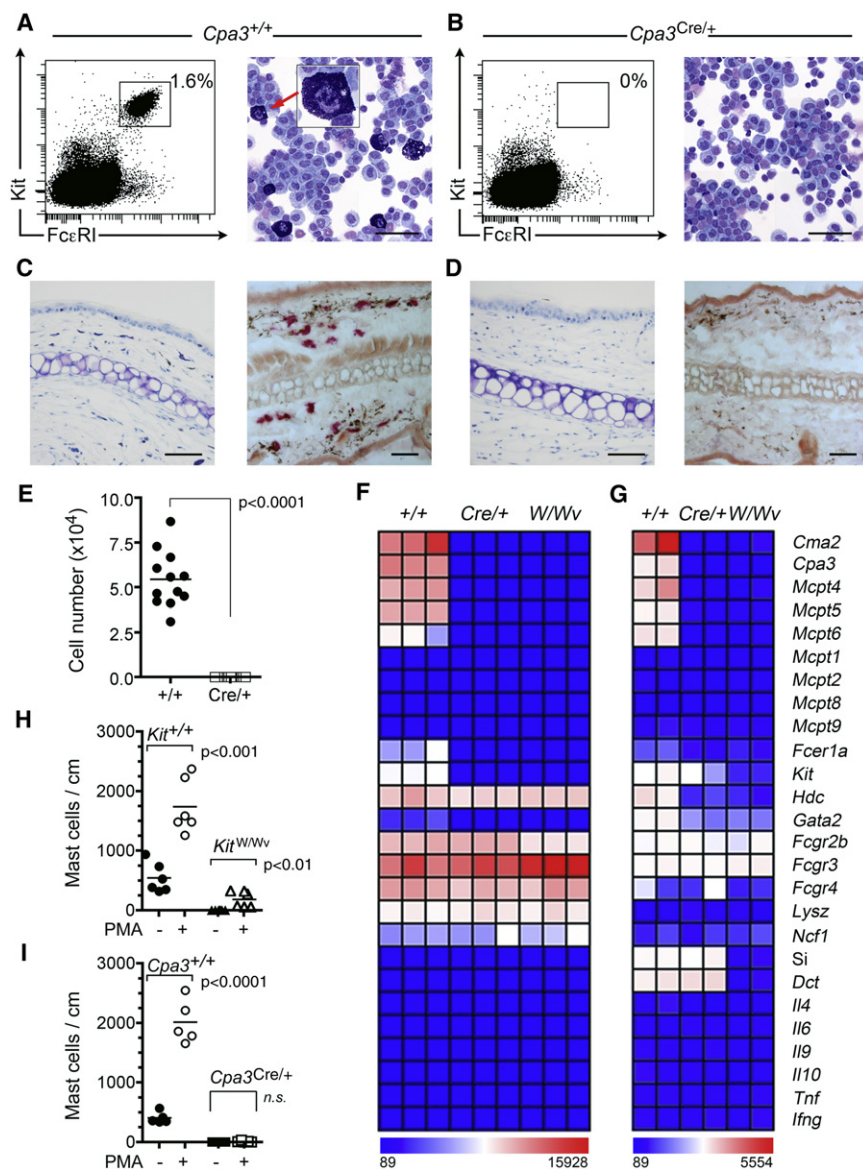 A
Cpa3+/+
B
Cpa3Cre/+
1.6%
0%
Kit
FcεRI
Kit
FcεRI
C
D
E
Cell number (x10⁴)
10.0
7.5
5.0
2.5
0.0
p<0.0001
+/+
Cre/+
F
+/+
Cre/+
W/Wv
G
+/+
Cre/+
W/Wv
Cma2
Cpa3
Mcpt4
Mcpt5
Mcpt6
Mcpt1
Mcpt2
Mcpt8
Mcpt9
Fcer1a
Kit
Hdc
Gata2
Fcgr2b
Fcgr3
Fcgr4
Lysz
Ncf1
Si
Dct
Il4
Il6
Il9
Il10
Tnf
Ifng
89
15928
89
5554
H
Mast cells / cm
3000
2000
1000
0
Kit+/+
p<0.001
KitW/Wv
p<0.01
PMA
-
+
-
+
I
Mast cells / cm
3000
2000
1000
0
Cpa3+/+
p<0.0001
Cpa3Cre/+
n.s.
PMA
-
+
-
+